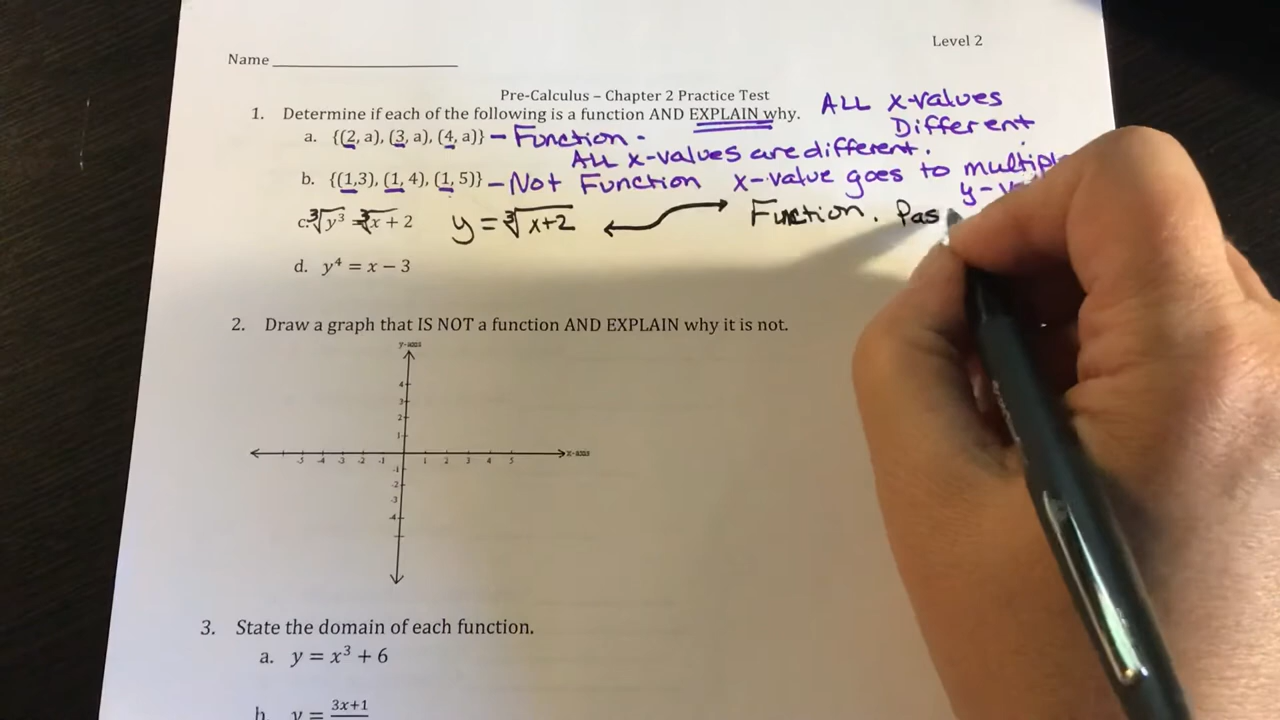 Level 2
Name
Pre-Calculus – Chapter 2 Practice Test
1. Determine if each of the following is a function AND EXPLAIN why. ALL x-values
Different
a. {(2, a), (3, a), (4, a)} – Function -
ALL x-values are different.
b. {(1,3), (1, 4), (1, 5)} – Not Function x-value goes to
c. ∛y³ = ∛x + 2 y = ∛x+2 Function. Pas
d. y⁴ = x − 3
2. Draw a graph that IS NOT a function AND EXPLAIN why it is not.
y-axis
4
3
2
1
-5 -4 -3 -2 -1 1 2 3 4 5 x-axis
-1
-2
-3
-4
3. State the domain of each function.
a. y = x³ + 6
b. y = 3x+1